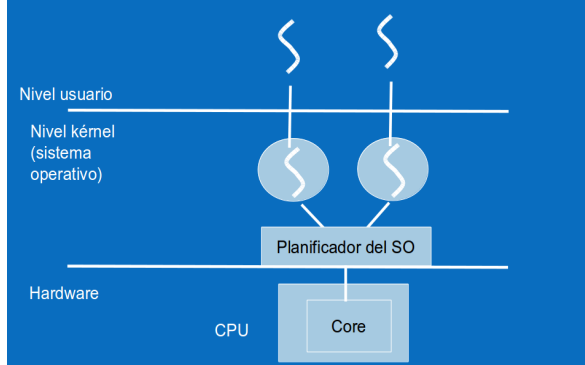 Nivel usuario
Nivel kérnel
(sistema
operativo)
Planificador del SO
Hardware
CPU
Core